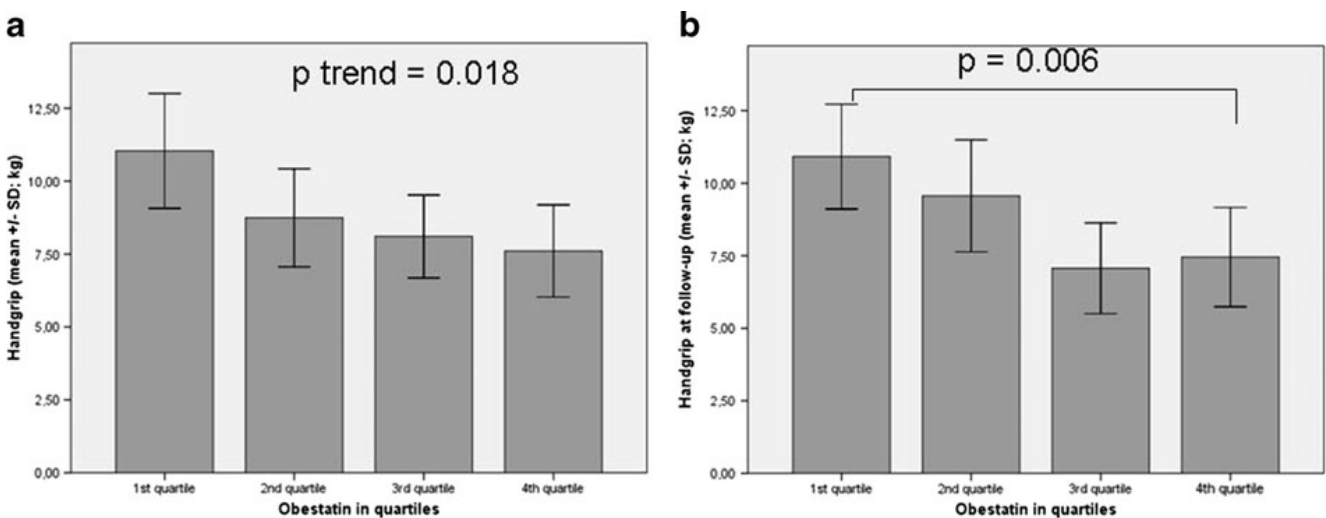 a
p trend = 0.018
Handgrip (mean +/- SD; kg)
12,50
10,00
7,50
5,00
2,50
0,00
1st quartile 2nd quartile 3rd quartile 4th quartile
Obestatin in quartiles
b
p = 0.006
Handgrip at follow-up (mean +/- SD; kg)
12,50
10,00
7,50
5,00
2,50
0,00
1st quartile 2nd quartile 3rd quartile 4th quartile
Obestatin in quartiles